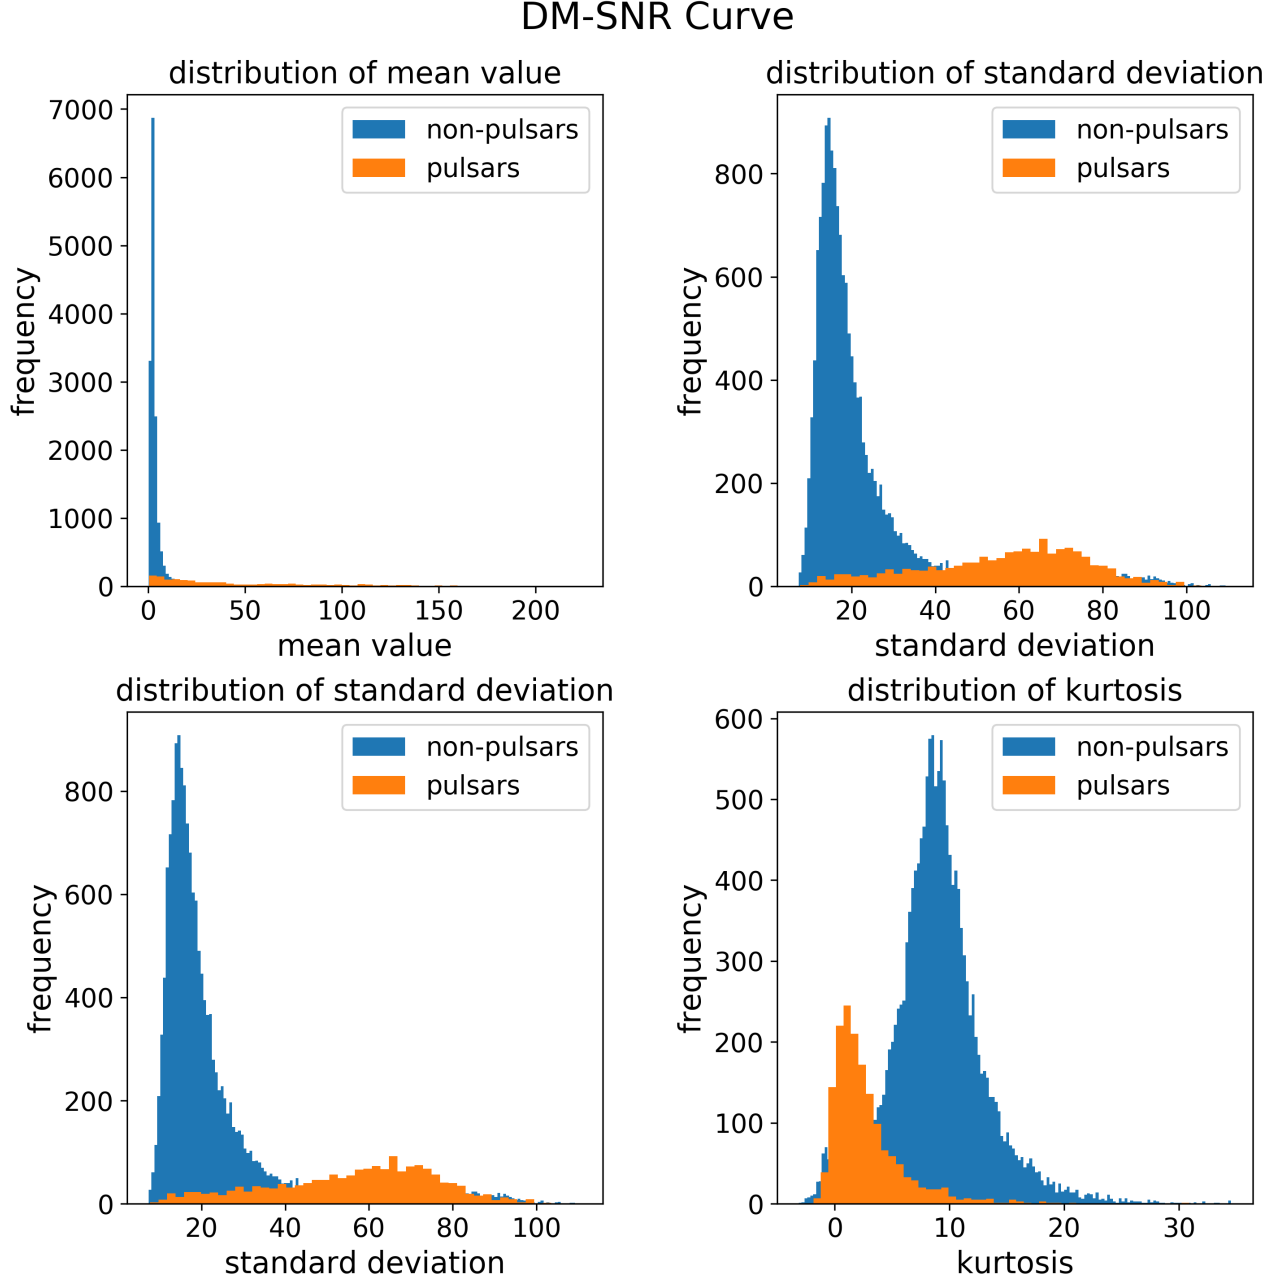 DM-SNR Curve
distribution of mean value
7000
6000
5000
4000
3000
2000
1000
0
frequency
non-pulsars
pulsars
0 50 100 150 200
mean value
distribution of standard deviation
800
600
400
200
0
frequency
non-pulsars
pulsars
20 40 60 80 100
standard deviation
distribution of standard deviation
800
600
400
200
0
frequency
non-pulsars
pulsars
20 40 60 80 100
standard deviation
distribution of kurtosis
600
500
400
300
200
100
0
frequency
non-pulsars
pulsars
0 10 20 30
kurtosis